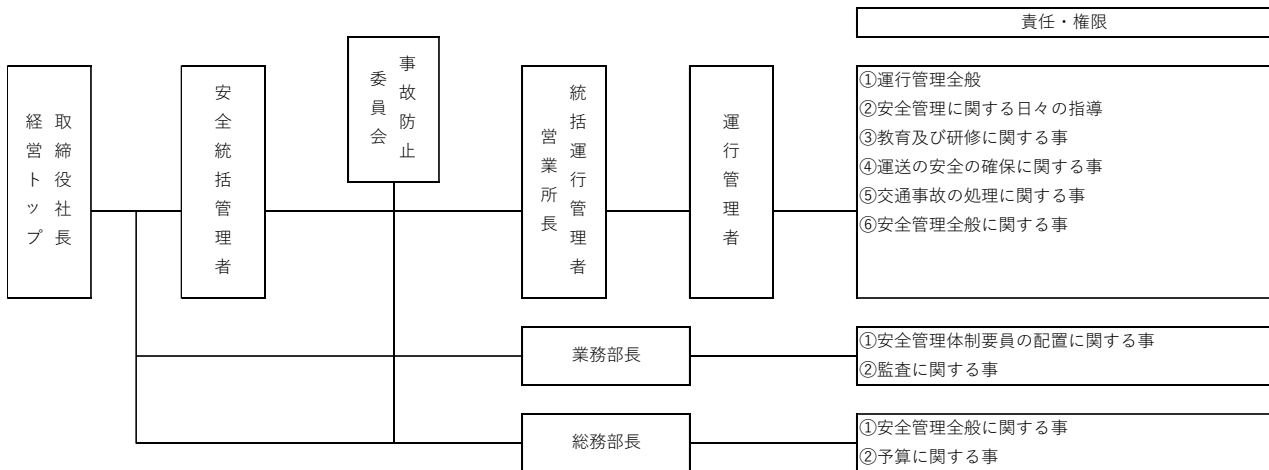 責任・権限
取締役社長
経営トップ
安全統括管理者
事故防止
委員会
統括運行管理者
営業所長
運行管理者
①運行管理全般
②安全管理に関する日々の指導
③教育及び研修に関する事
④運送の安全の確保に関する事
⑤交通事故の処理に関する事
⑥安全管理全般に関する事
業務部長
①安全管理体制要員の配置に関する事
②監査に関する事
総務部長
①安全管理全般に関する事
②予算に関する事